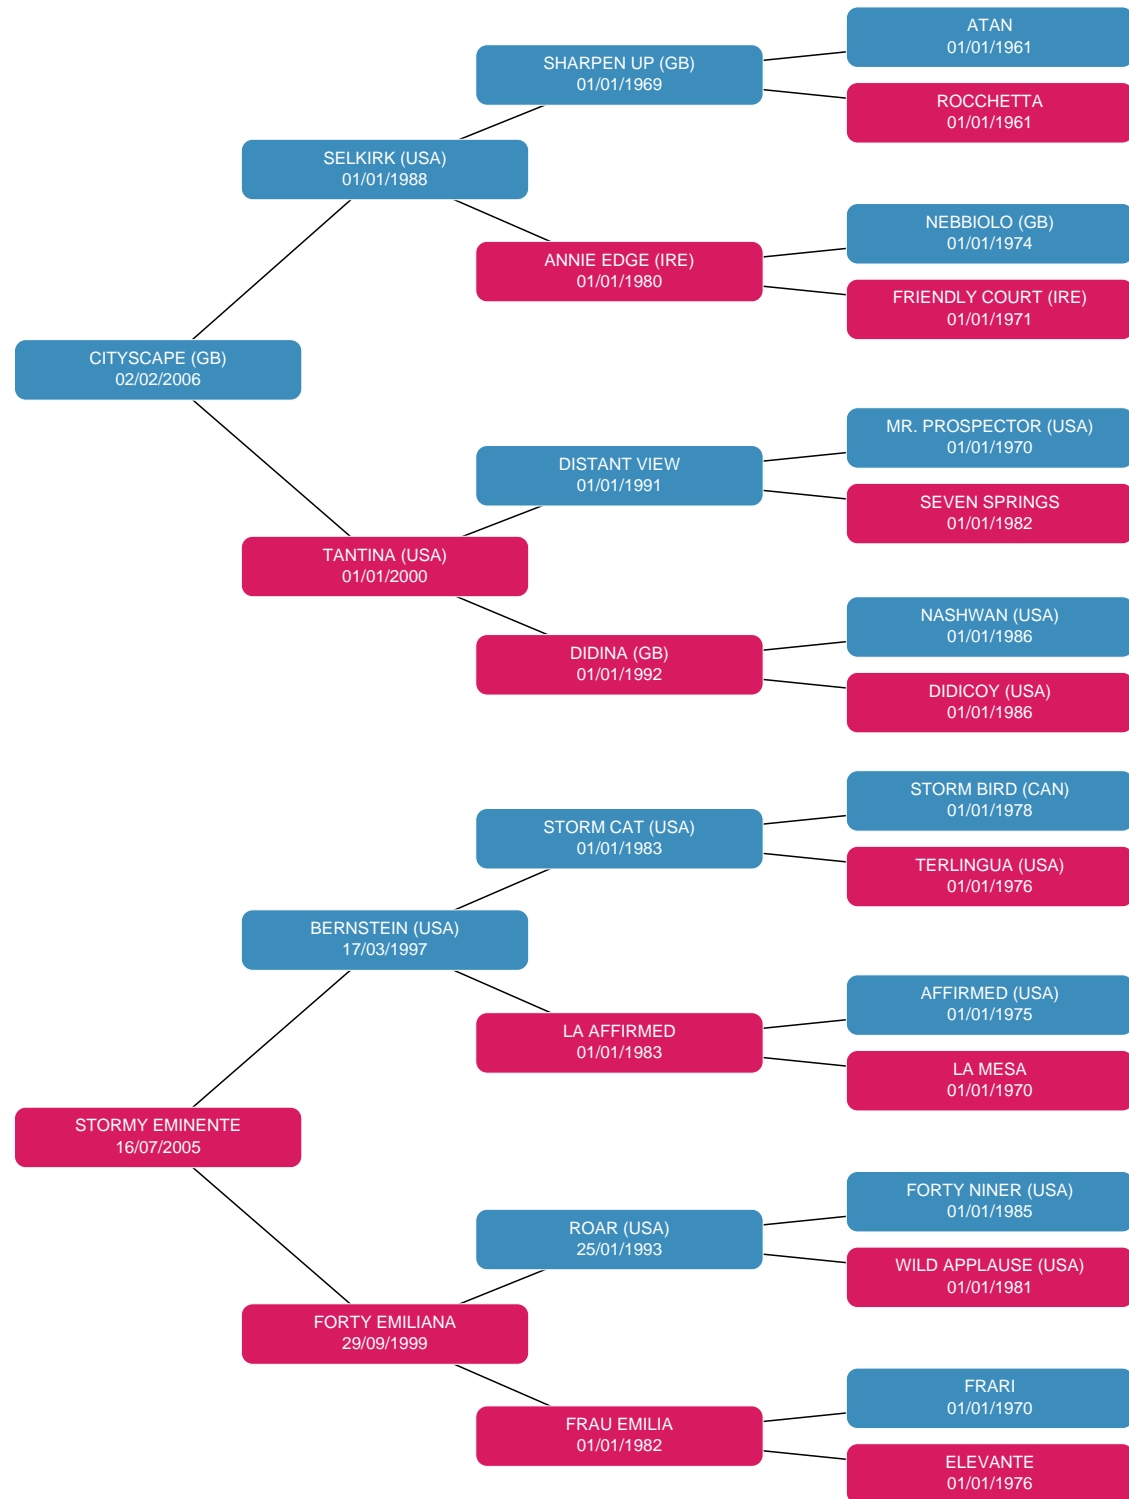 ATAN
01/01/1961
SHARPEN UP (GB)
01/01/1969
ROCCHETTA
01/01/1961
SELKIRK (USA)
01/01/1988
NEBBIOLO (GB)
01/01/1974
ANNIE EDGE (IRE)
01/01/1980
FRIENDLY COURT (IRE)
01/01/1971
CITYSCAPE (GB)
02/02/2006
MR. PROSPECTOR (USA)
01/01/1970
DISTANT VIEW
01/01/1991
SEVEN SPRINGS
01/01/1982
TANTINA (USA)
01/01/2000
NASHWAN (USA)
01/01/1986
DIDINA (GB)
01/01/1992
DIDICOY (USA)
01/01/1986
STORM BIRD (CAN)
01/01/1978
STORM CAT (USA)
01/01/1983
TERLINGUA (USA)
01/01/1976
BERNSTEIN (USA)
17/03/1997
AFFIRMED (USA)
01/01/1975
LA AFFIRMED
01/01/1983
LA MESA
01/01/1970
STORMY EMINENTE
16/07/2005
FORTY NINER (USA)
01/01/1985
ROAR (USA)
25/01/1993
WILD APPLAUSE (USA)
01/01/1981
FORTY EMILIANA
29/09/1999
FRARI
01/01/1970
FRAU EMILIA
01/01/1982
ELEVANTE
01/01/1976